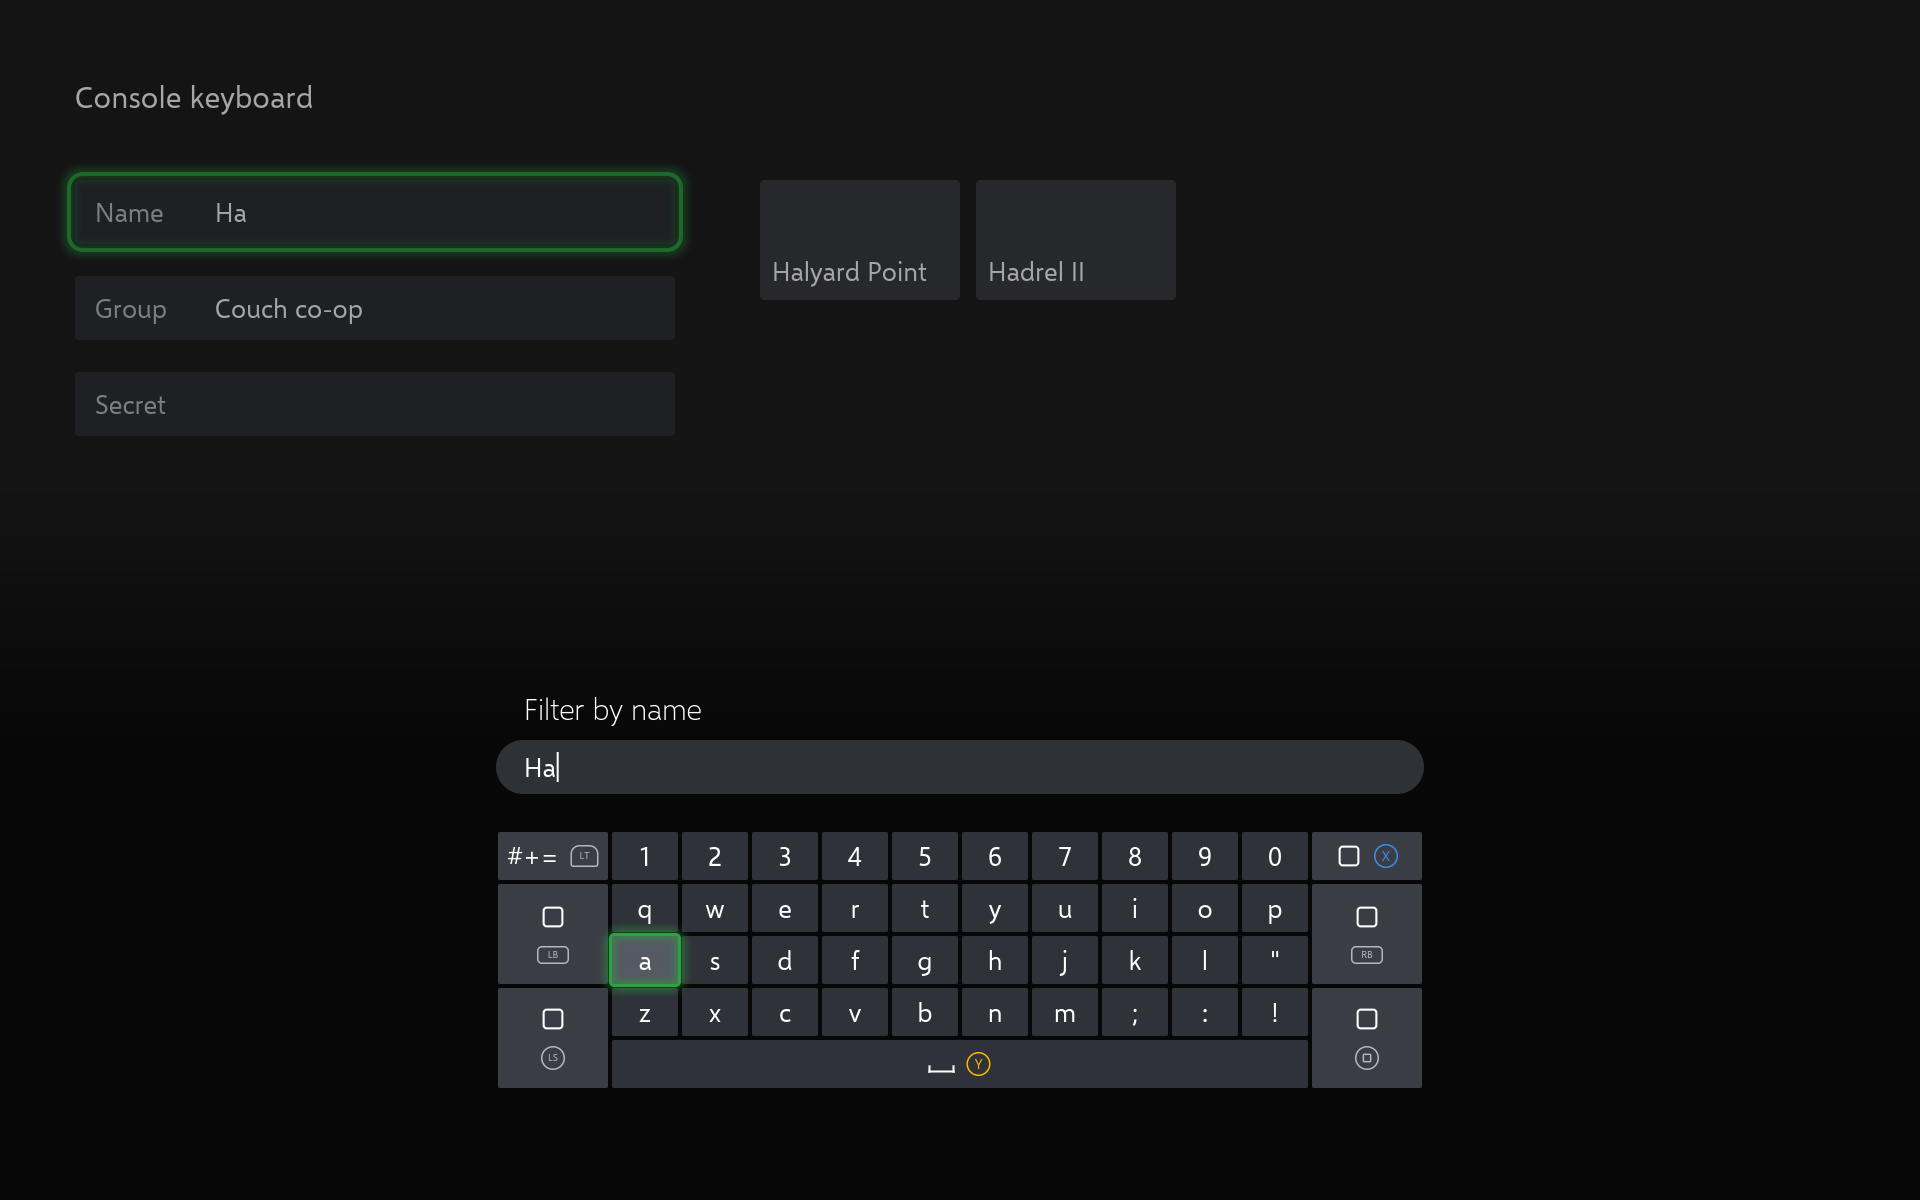 Console keyboard
Name Ha
Group Couch co-op
Secret
Halyard Point
Hadrel II
Filter by name
Ha
#+= LT 1 2 3 4 5 6 7 8 9 0 X
q w e r t y u i o p
LB RB
a s d f g h j k l "
z x c v b n m ; : !
LS Y